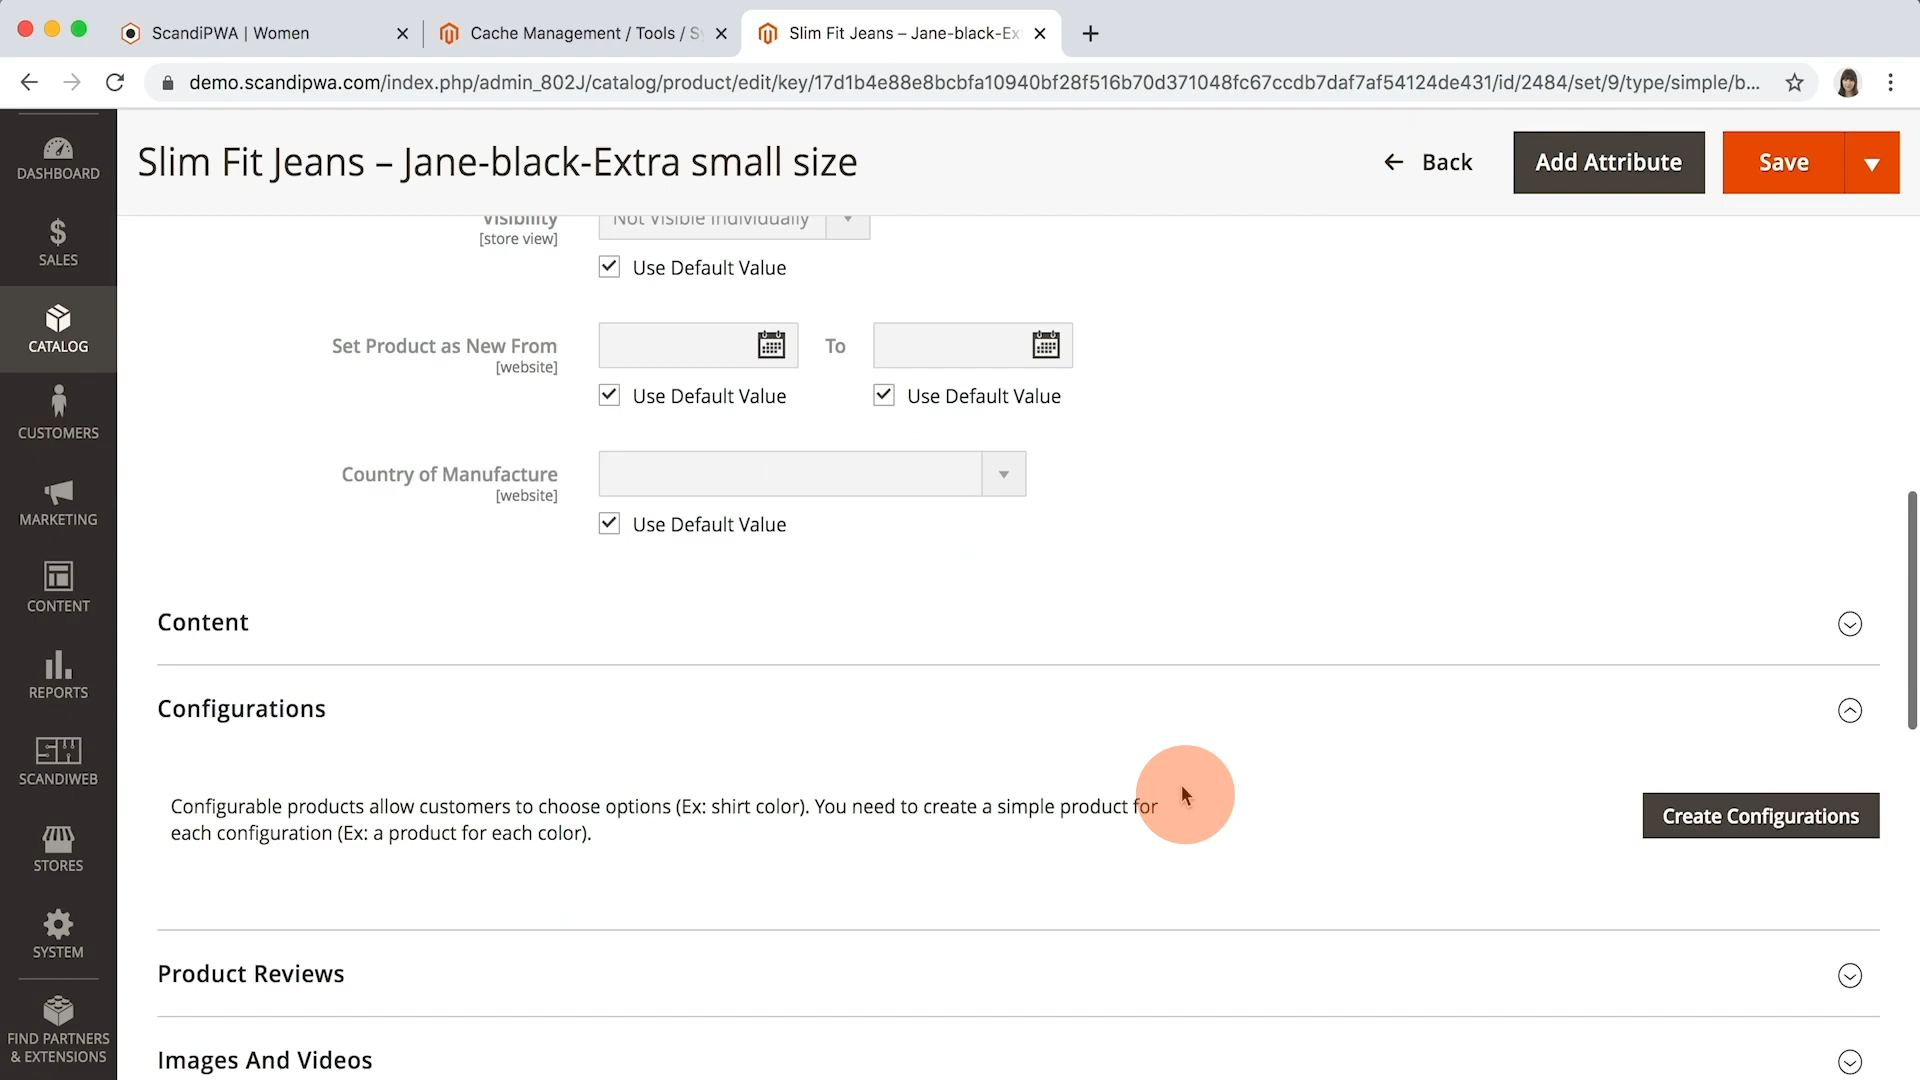 ScandiPWA | Women
Cache Management / Tools / Sy
Slim Fit Jeans – Jane-black-Ex
demo.scandipwa.com/index.php/admin_802J/catalog/product/edit/key/17d1b4e88e8bcbfa10940bf28f516b70d371048fc67ccdb7daf7af54124de431/id/2484/set/9/type/simple/b...
DASHBOARD
SALES
CATALOG
CUSTOMERS
MARKETING
CONTENT
REPORTS
SCANDIWEB
STORES
SYSTEM
FIND PARTNERS
& EXTENSIONS
Slim Fit Jeans – Jane-black-Extra small size
Back
Add Attribute
Save
Visibility
[store view]
Not Visible Individually
Use Default Value
Set Product as New From
[website]
To
Use Default Value
Use Default Value
Country of Manufacture
[website]
Use Default Value
Content
Configurations
Configurable products allow customers to choose options (Ex: shirt color). You need to create a simple product for
each configuration (Ex: a product for each color).
Create Configurations
Product Reviews
Images And Videos